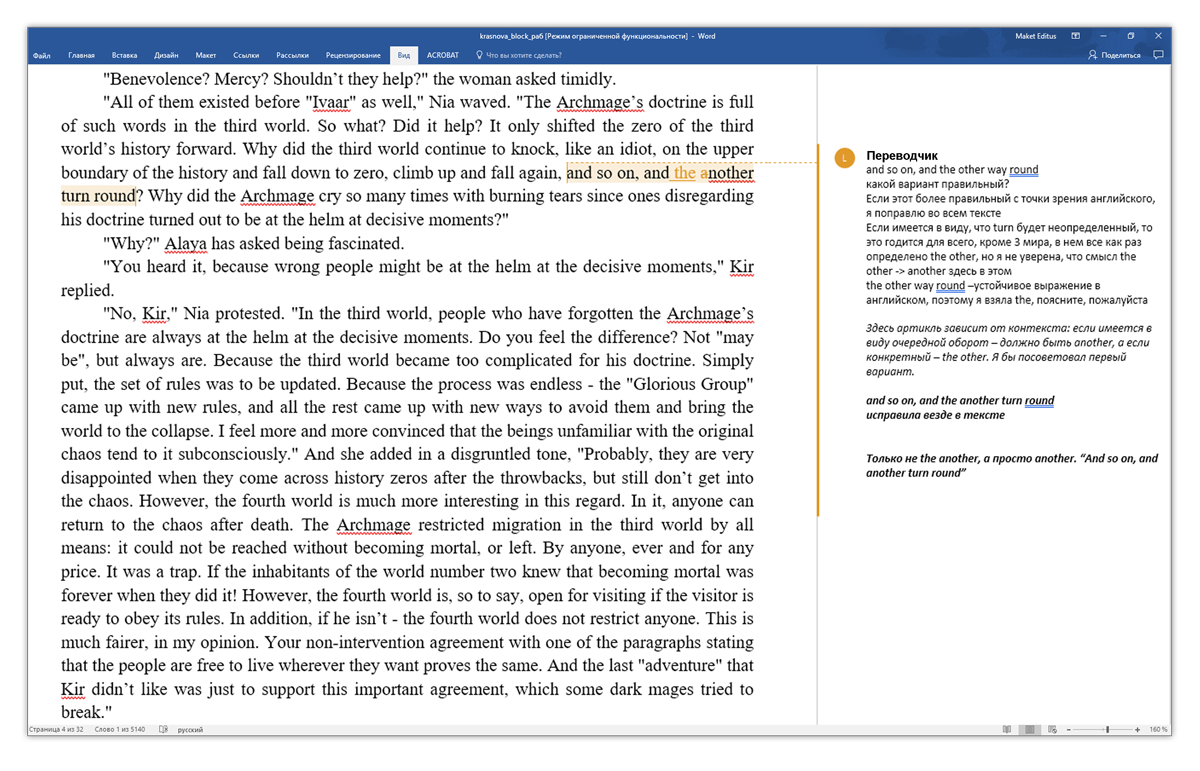 krasnova_block_раб [Режим ограниченной функциональности] - Word
Maket Editus
Файл Главная Вставка Дизайн Макет Ссылки Рассылки Рецензирование Вид ACROBAT Что вы хотите сделать? Поделиться
"Benevolence? Mercy? Shouldn't they help?" the woman asked timidly.
"All of them existed before "Ivaar" as well," Nia waved. "The Archmage's doctrine is full
of such words in the third world. So what? Did it help? It only shifted the zero of the third
world's history forward. Why did the third world continue to knock, like an idiot, on the upper
boundary of the history and fall down to zero, climb up and fall again, and so on, and the another
turn round? Why did the Archmage cry so many times with burning tears since ones disregarding
his doctrine turned out to be at the helm at decisive moments?"
"Why?" Alaya has asked being fascinated.
"You heard it, because wrong people might be at the helm at the decisive moments," Kir
replied.
"No, Kir," Nia protested. "In the third world, people who have forgotten the Archmage's
doctrine are always at the helm at the decisive moments. Do you feel the difference? Not "may
be", but always are. Because the third world became too complicated for his doctrine. Simply
put, the set of rules was to be updated. Because the process was endless - the "Glorious Group"
came up with new rules, and all the rest came up with new ways to avoid them and bring the
world to the collapse. I feel more and more convinced that the beings unfamiliar with the original
chaos tend to it subconsciously." And she added in a disgruntled tone, "Probably, they are very
disappointed when they come across history zeros after the throwbacks, but still don't get into
the chaos. However, the fourth world is much more interesting in this regard. In it, anyone can
return to the chaos after death. The Archmage restricted migration in the third world by all
means: it could not be reached without becoming mortal, or left. By anyone, ever and for any
price. It was a trap. If the inhabitants of the world number two knew that becoming mortal was
forever when they did it! However, the fourth world is, so to say, open for visiting if the visitor is
ready to obey its rules. In addition, if he isn't - the fourth world does not restrict anyone. This is
much fairer, in my opinion. Your non-intervention agreement with one of the paragraphs stating
that the people are free to live wherever they want proves the same. And the last "adventure" that
Kir didn't like was just to support this important agreement, which some dark mages tried to
break."
L
Переводчик
and so on, and the other way round
какой вариант правильный?
Если этот более правильный с точки зрения английского,
я поправлю во всем тексте
Если имеется в виду, что turn будет неопределенный, то
это годится для всего, кроме 3 мира, в нем все как раз
определено the other, но я не уверена, что смысл the
other -> another здесь в этом
the other way round –устойчивое выражение в
английском, поэтому я взяла the, поясните, пожалуйста
Здесь артикль зависит от контекста: если имеется в
виду очередной оборот – должно быть another, а если
конкретный – the other. Я бы посоветовал первый
вариант.
and so on, and the another turn round
исправила везде в тексте
Только не the another, а просто another. “And so on, and
another turn round”
Страница 4 из 32 Слово 1 из 5140 русский
160 %